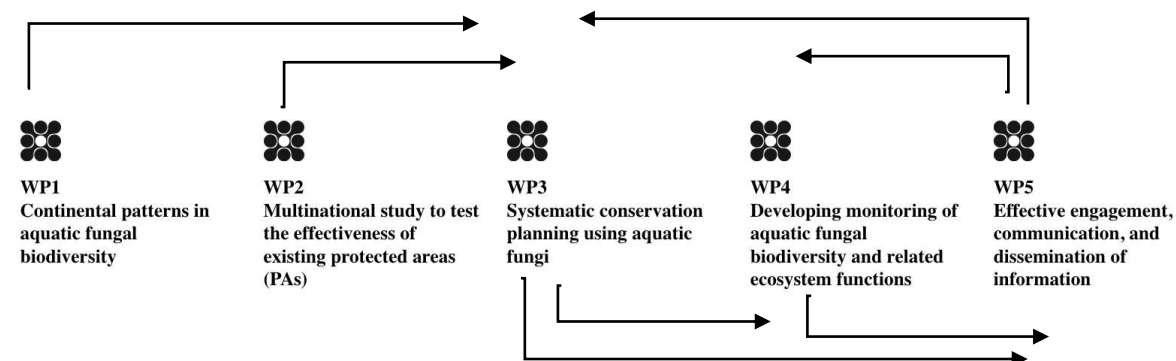 WP1
Continental patterns in
aquatic fungal
biodiversity
WP2
Multinational study to test
the effectiveness of
existing protected areas
(PAs)
WP3
Systematic conservation
planning using aquatic
fungi
WP4
Developing monitoring of
aquatic fungal
biodiversity and related
ecosystem functions
WP5
Effective engagement,
communication, and
dissemination of
information